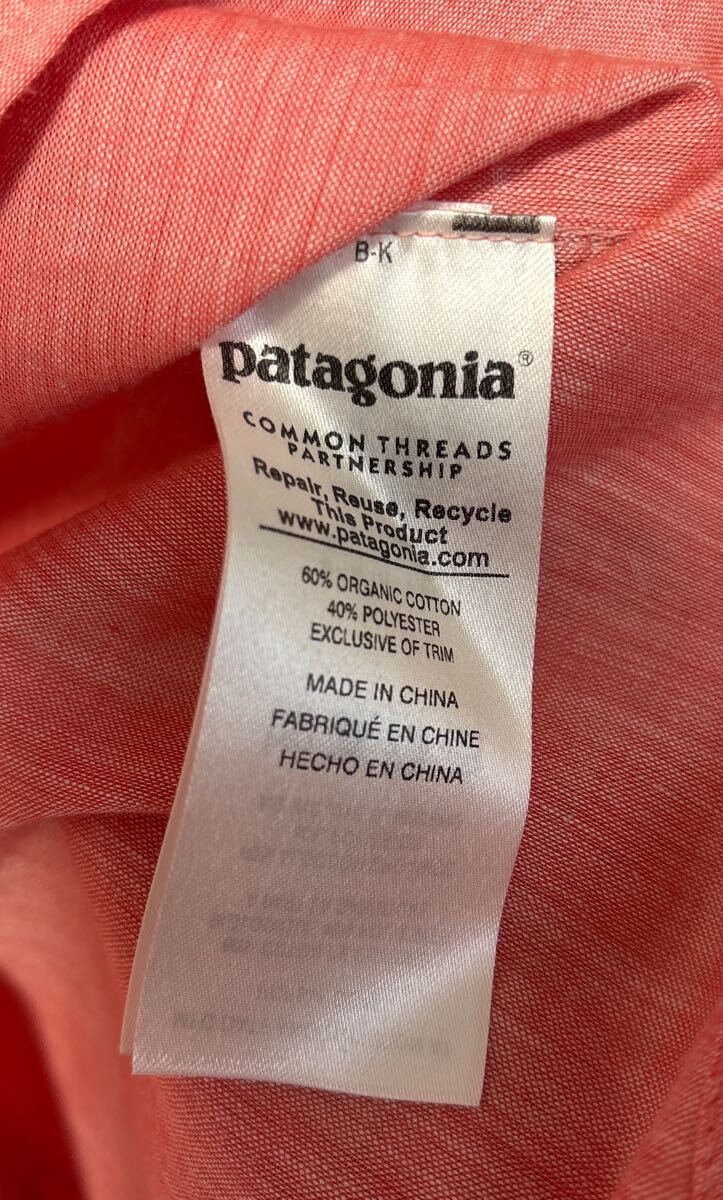 B-K
patagonia®
COMMON THREADS
PARTNERSHIP
Repair, Reuse, Recycle
This Product
www.patagonia.com
60% ORGANIC COTTON
40% POLYESTER
EXCLUSIVE OF TRIM
MADE IN CHINA
FABRIQUÉ EN CHINE
HECHO EN CHINA